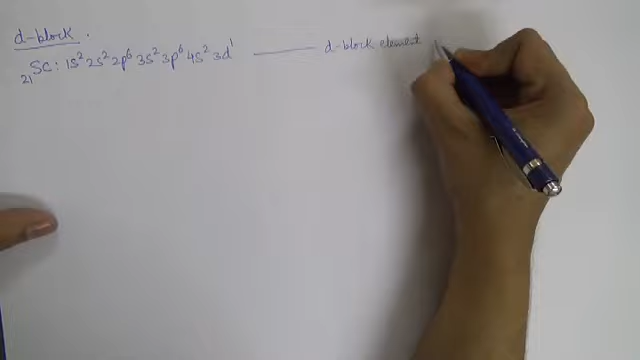 d-block.
₂₁Sc: 1s² 2s² 2p⁶ 3s² 3p⁶ 4s² 3d¹ ——— d-block element